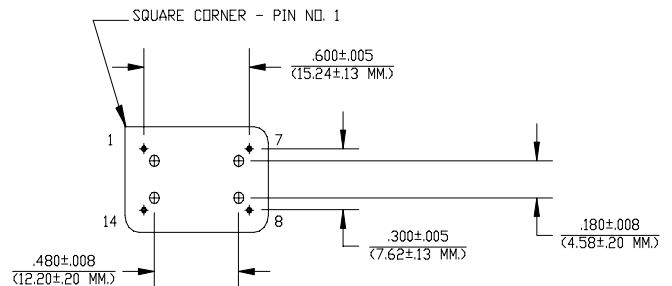 SQUARE CORNER - PIN NO. 1
.600±.005
(15.24±.13 MM.)
1
7
14
8
.300±.005
(7.62±.13 MM.)
.180±.008
(4.58±.20 MM.)
.480±.008
(12.20±.20 MM.)